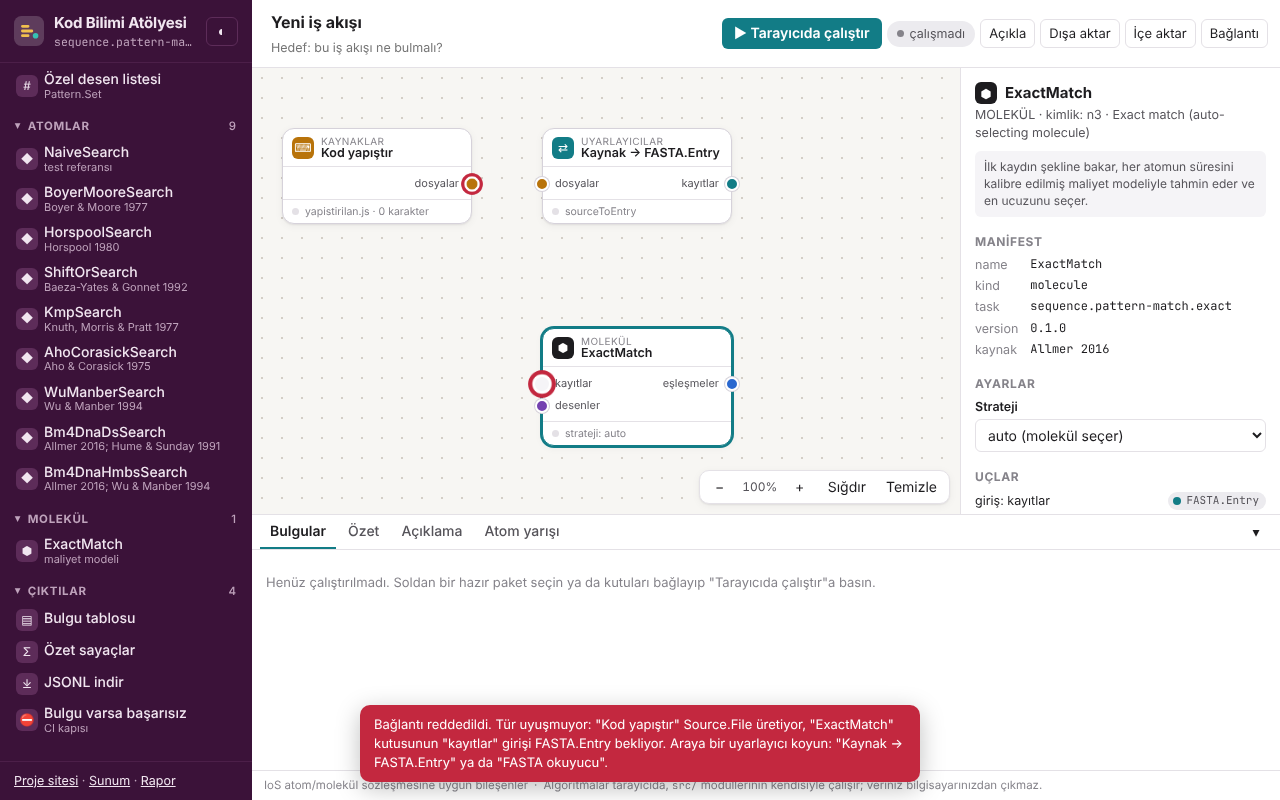 Kod Bilimi Atölyesi
sequence.pattern-ma…
Özel desen listesi
Pattern.Set
ATOMLAR 9
NaiveSearch
test referansı
BoyerMooreSearch
Boyer & Moore 1977
HorspoolSearch
Horspool 1980
ShiftOrSearch
Baeza-Yates & Gonnet 1992
KmpSearch
Knuth, Morris & Pratt 1977
AhoCorasickSearch
Aho & Corasick 1975
WuManberSearch
Wu & Manber 1994
Bm4DnaDsSearch
Allmer 2016; Hume & Sunday 1991
Bm4DnaHmbsSearch
Allmer 2016; Wu & Manber 1994
MOLEKÜL 1
ExactMatch
maliyet modeli
ÇIKTILAR 4
Bulgu tablosu
Özet sayaçlar
JSONL indir
Bulgu varsa başarısız
CI kapısı
Proje sitesi · Sunum · Rapor
Yeni iş akışı
Hedef: bu iş akışı ne bulmalı?
▶ Tarayıcıda çalıştır
çalışmadı
Açıkla
Dışa aktar
İçe aktar
Bağlantı
KAYNAKLAR
Kod yapıştır
dosyalar
yapistirilan.js · 0 karakter
UYARLAYICILAR
Kaynak → FASTA.Entry
dosyalar kayıtlar
sourceToEntry
MOLEKÜL
ExactMatch
kayıtlar eşleşmeler
desenler
strateji: auto
− 100% + Sığdır Temizle
ExactMatch
MOLEKÜL · kimlik: n3 · Exact match (auto-
selecting molecule)
İlk kaydın şekline bakar, her atomun süresini
kalibre edilmiş maliyet modeliyle tahmin eder ve
en ucuzunu seçer.
MANİFEST
name ExactMatch
kind molecule
task sequence.pattern-match.exact
version 0.1.0
kaynak Allmer 2016
AYARLAR
Strateji
auto (molekül seçer)
UÇLAR
giriş: kayıtlar FASTA.Entry
Bulgular Özet Açıklama Atom yarışı
Henüz çalıştırılmadı. Soldan bir hazır paket seçin ya da kutuları bağlayıp "Tarayıcıda çalıştır"a basın.
Bağlantı reddedildi. Tür uyuşmuyor: "Kod yapıştır" Source.File üretiyor, "ExactMatch"
kutusunun "kayıtlar" girişi FASTA.Entry bekliyor. Araya bir uyarlayıcı koyun: "Kaynak →
FASTA.Entry" ya da "FASTA okuyucu".
IoS atom/molekül sözleşmesine uygun bileşenler · Algoritmalar tarayıcıda, src/ modüllerinin kendisiyle çalışır; veriniz bilgisayarınızdan çıkmaz.